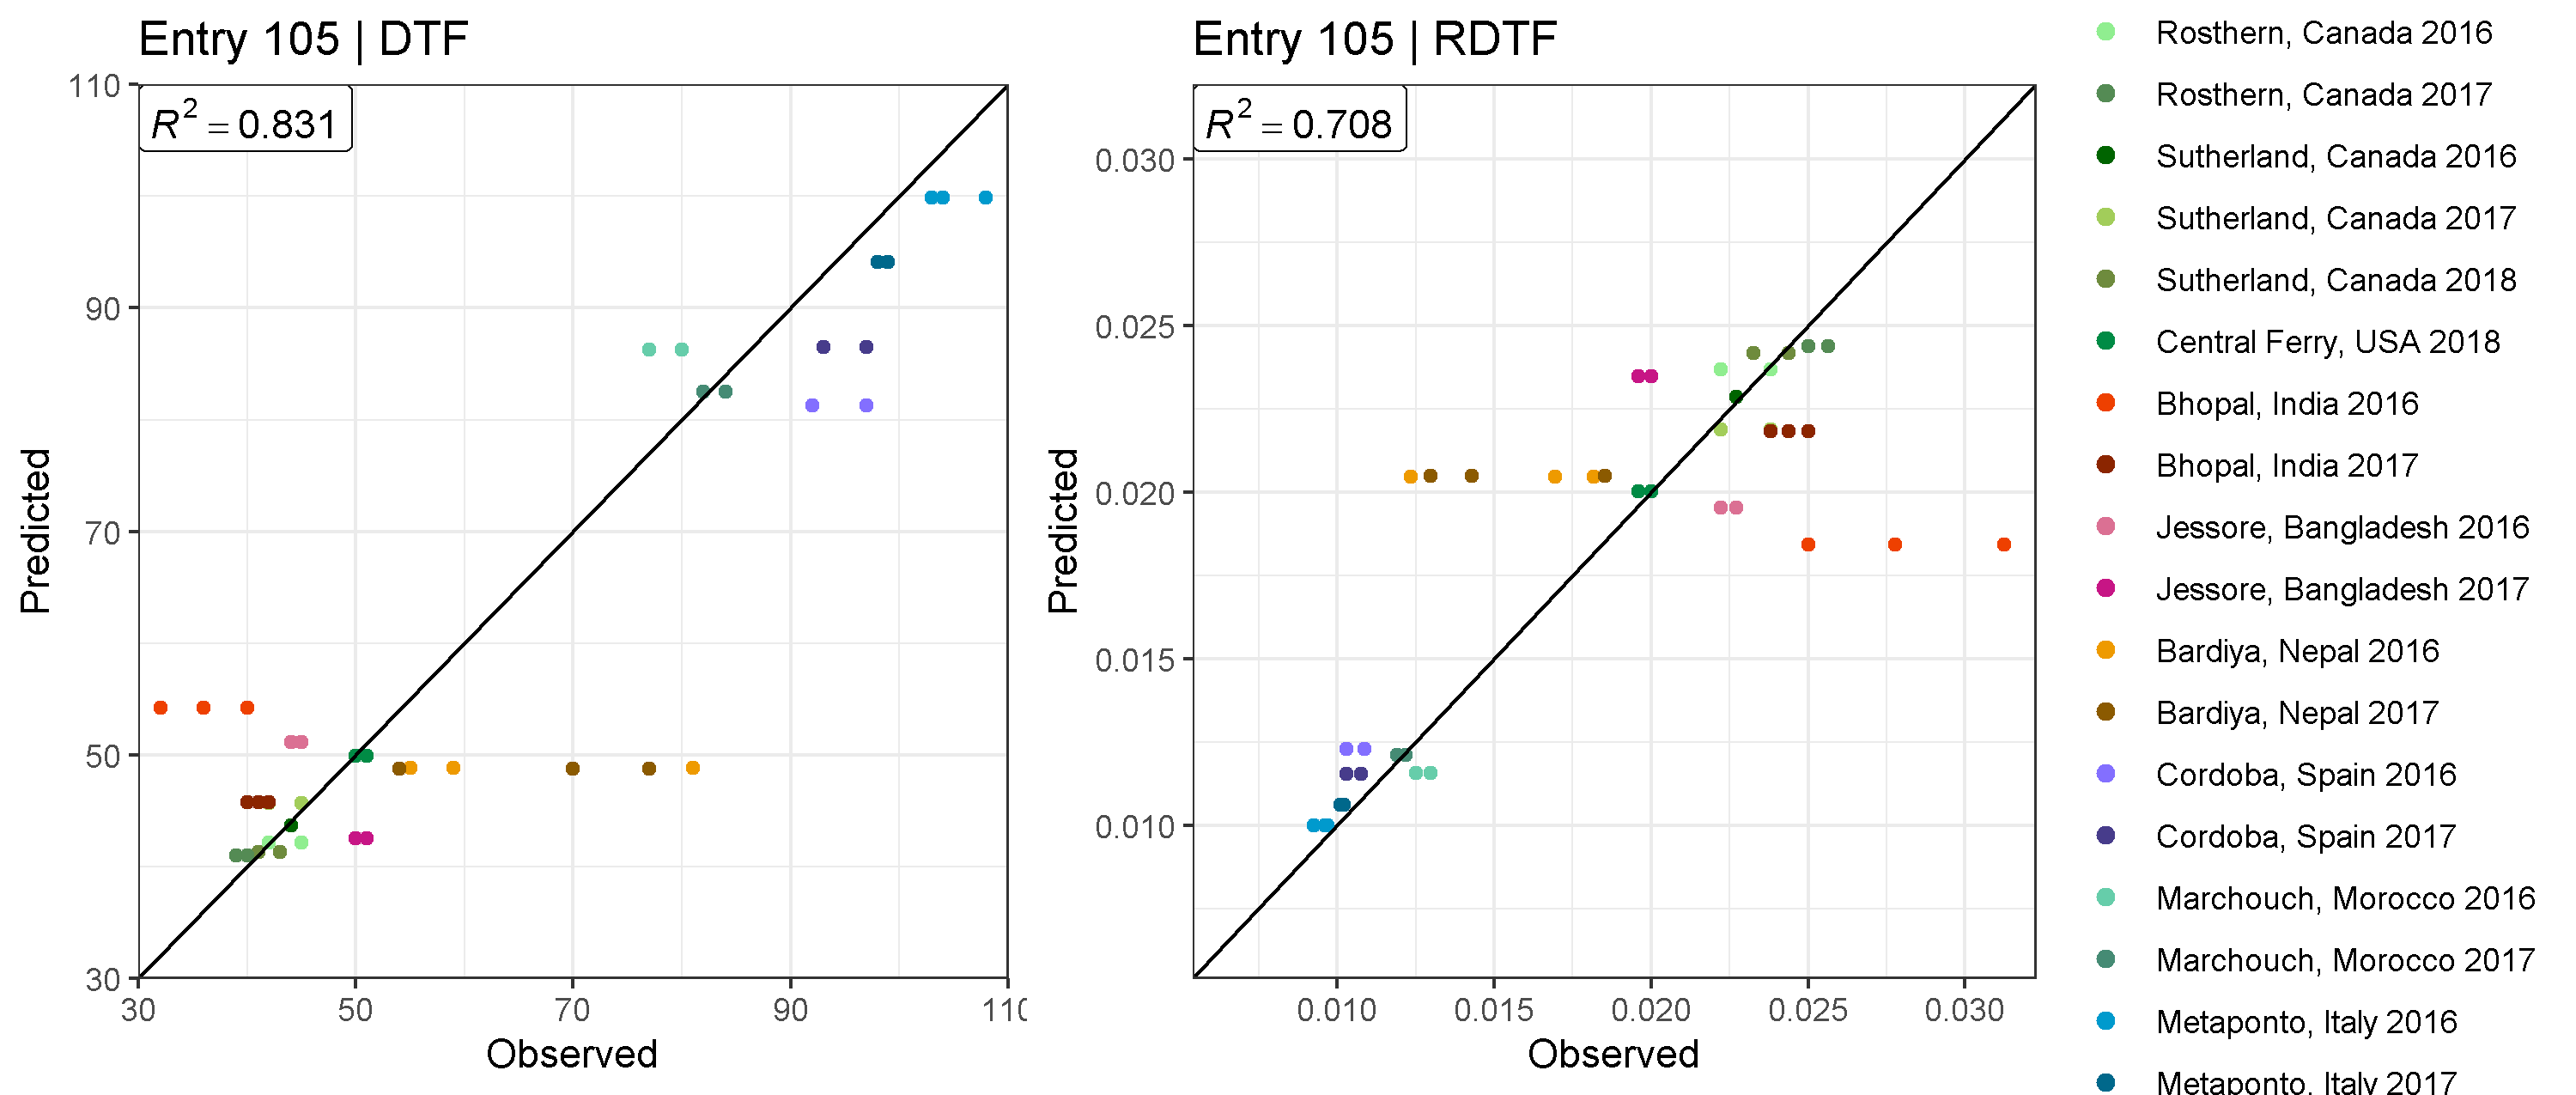 Entry 105 | DTF
R² = 0.831
110
90
70
50
30
30 50 70 90 110
Predicted
Observed
Entry 105 | RDTF
R² = 0.708
0.030
0.025
0.020
0.015
0.010
0.010 0.015 0.020 0.025 0.030
Predicted
Observed
Rosthern, Canada 2016
Rosthern, Canada 2017
Sutherland, Canada 2016
Sutherland, Canada 2017
Sutherland, Canada 2018
Central Ferry, USA 2018
Bhopal, India 2016
Bhopal, India 2017
Jessore, Bangladesh 2016
Jessore, Bangladesh 2017
Bardiya, Nepal 2016
Bardiya, Nepal 2017
Cordoba, Spain 2016
Cordoba, Spain 2017
Marchouch, Morocco 2016
Marchouch, Morocco 2017
Metaponto, Italy 2016
Metaponto, Italy 2017